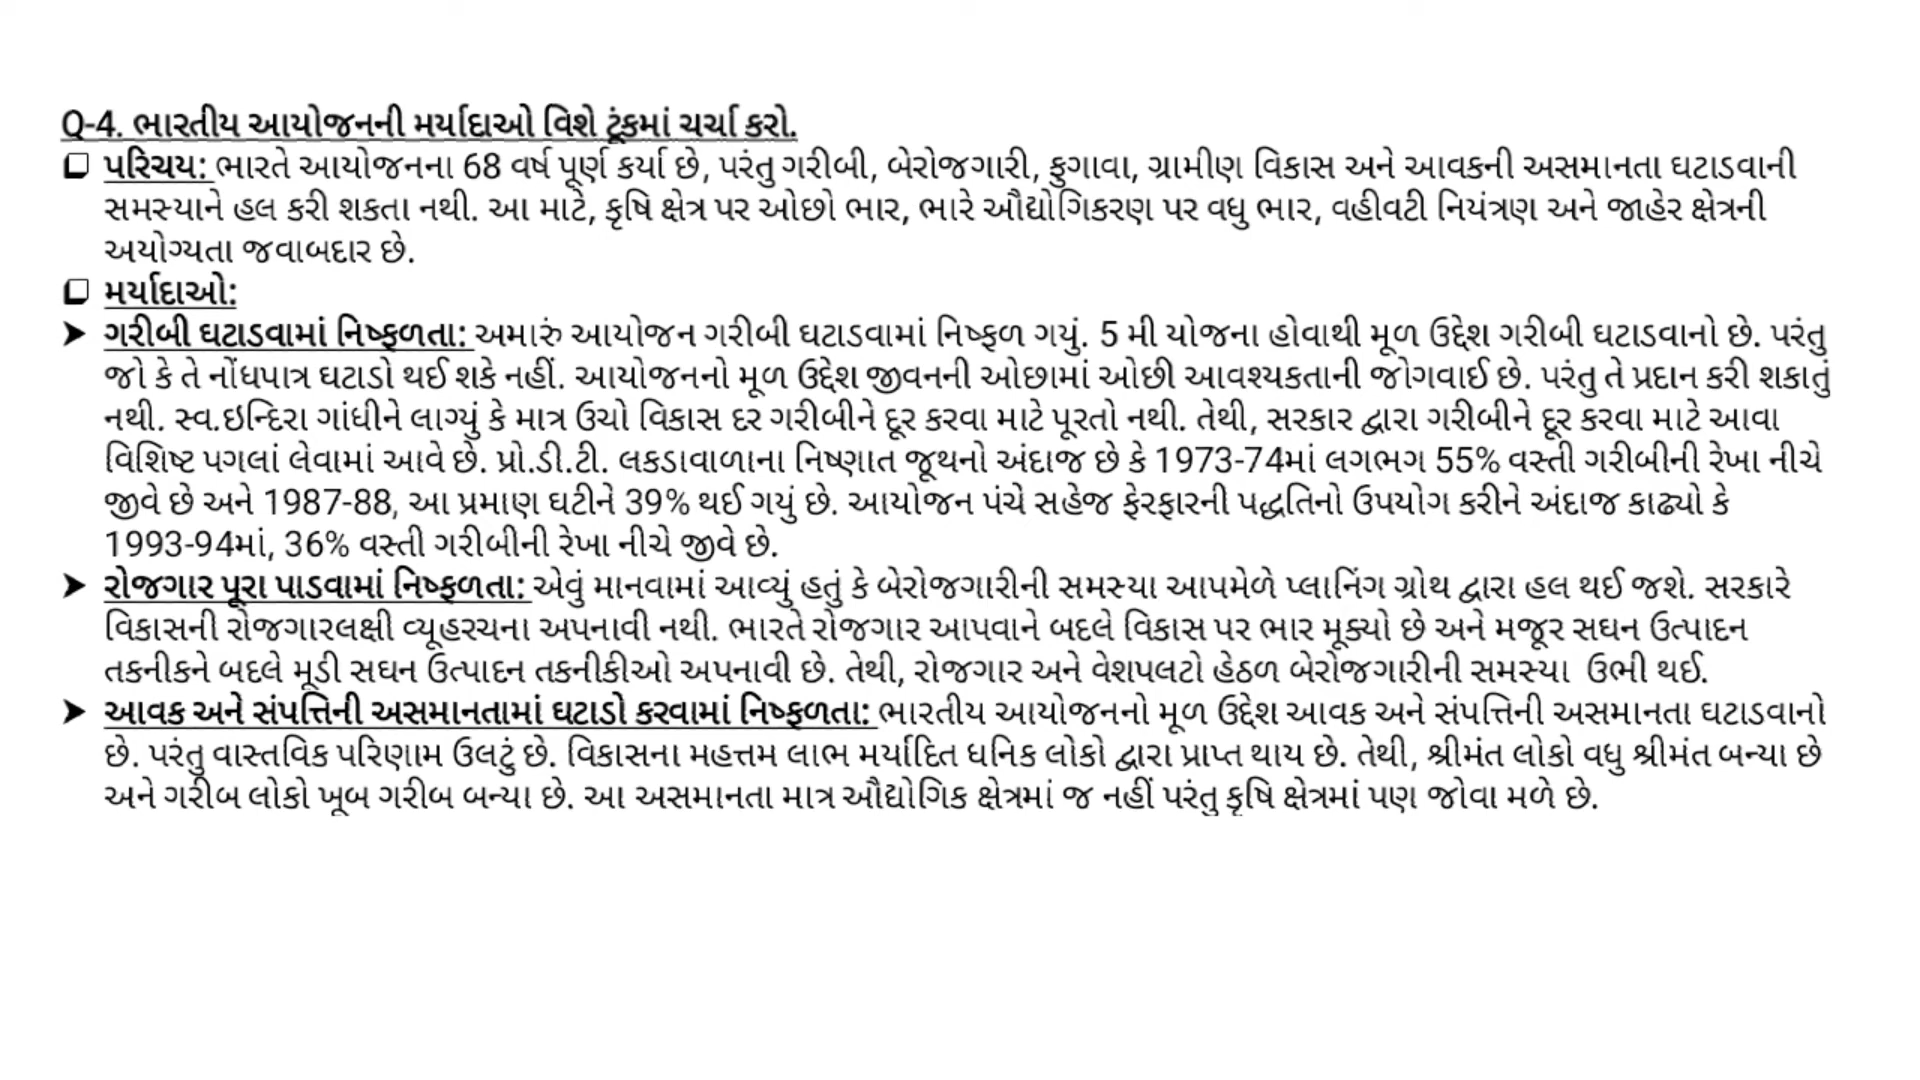 Q-4. ભારતીય આયોજનની મર્યાદાઓ વિશે ટૂંકમાં ચર્ચા કરો.
❑ પરિચય: ભારતે આયોજનના 68 વર્ષ પૂર્ણ કર્યા છે, પરંતુ ગરીબી, બેરોજગારી, ફુગાવા, ગ્રામીણ વિકાસ અને આવકની અસમાનતા ઘટાડવાની
સમસ્યાને હલ કરી શકતા નથી. આ માટે, કૃષિ ક્ષેત્ર પર ઓછો ભાર, ભારે ઔદ્યોગિકરણ પર વધુ ભાર, વહીવટી નિયંત્રણ અને જાહેર ક્ષેત્રની
અયોગ્યતા જવાબદાર છે.
❑ મર્યાદાઓ:
➤ ગરીબી ઘટાડવામાં નિષ્ફળતા: અમારું આયોજન ગરીબી ઘટાડવામાં નિષ્ફળ ગયું. 5 મી યોજના હોવાથી મૂળ ઉદ્દેશ ગરીબી ઘટાડવાનો છે. પરંતુ
જો કે તે નોંધપાત્ર ઘટાડો થઈ શકે નહીં. આયોજનનો મૂળ ઉદ્દેશ જીવનની ઓછામાં ઓછી આવશ્યકતાની જોગવાઈ છે. પરંતુ તે પ્રદાન કરી શકાતું
નથી. સ્વ.ઇન્દિરા ગાંધીને લાગ્યું કે માત્ર ઉચો વિકાસ દર ગરીબીને દૂર કરવા માટે પૂરતો નથી. તેથી, સરકાર દ્વારા ગરીબીને દૂર કરવા માટે આવા
વિશિષ્ટ પગલાં લેવામાં આવે છે. પ્રો.ડી.ટી. લકડાવાળાના નિષ્ણાત જૂથનો અંદાજ છે કે 1973-74માં લગભગ 55% વસ્તી ગરીબીની રેખા નીચે
જીવે છે અને 1987-88, આ પ્રમાણ ઘટીને 39% થઈ ગયું છે. આયોજન પંચે સહેજ ફેરફારની પદ્ધતિનો ઉપયોગ કરીને અંદાજ કાઢ્યો કે
1993-94માં, 36% વસ્તી ગરીબીની રેખા નીચે જીવે છે.
➤ રોજગાર પૂરા પાડવામાં નિષ્ફળતા: એવું માનવામાં આવ્યું હતું કે બેરોજગારીની સમસ્યા આપમેળે પ્લાનિંગ ગ્રોથ દ્વારા હલ થઈ જશે. સરકારે
વિકાસની રોજગારલક્ષી વ્યૂહરચના અપનાવી નથી. ભારતે રોજગાર આપવાને બદલે વિકાસ પર ભાર મૂક્યો છે અને મજૂર સઘન ઉત્પાદન
તકનીકને બદલે મૂડી સઘન ઉત્પાદન તકનીકીઓ અપનાવી છે. તેથી, રોજગાર અને વેશપલટો હેઠળ બેરોજગારીની સમસ્યા ઉભી થઈ.
➤ આવક અને સંપત્તિની અસમાનતામાં ઘટાડો કરવામાં નિષ્ફળતા: ભારતીય આયોજનનો મૂળ ઉદ્દેશ આવક અને સંપત્તિની અસમાનતા ઘટાડવાનો
છે. પરંતુ વાસ્તવિક પરિણામ ઉલટું છે. વિકાસના મહત્તમ લાભ મર્યાદિત ધનિક લોકો દ્વારા પ્રાપ્ત થાય છે. તેથી, શ્રીમંત લોકો વધુ શ્રીમંત બન્યા છે
અને ગરીબ લોકો ખૂબ ગરીબ બન્યા છે. આ અસમાનતા માત્ર ઔદ્યોગિક ક્ષેત્રમાં જ નહીં પરંતુ કૃષિ ક્ષેત્રમાં પણ જોવા મળે છે.